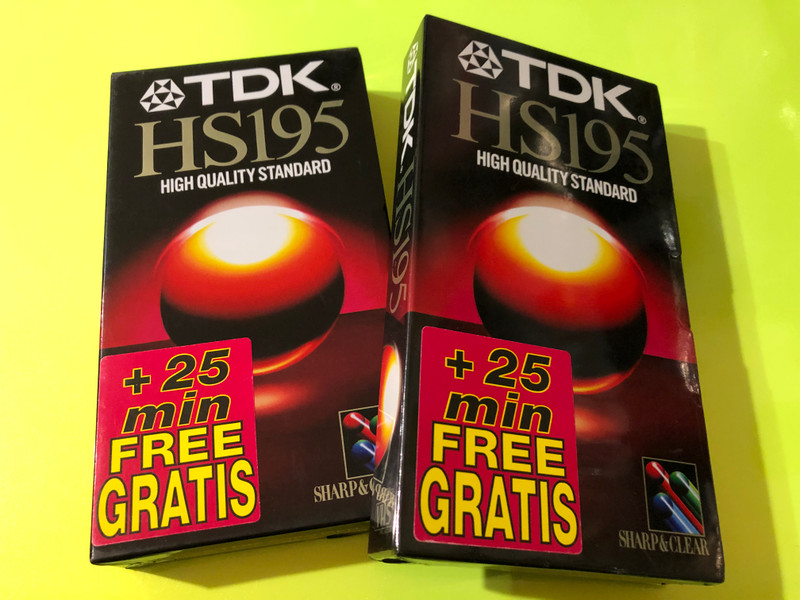 TDK®
HS195
HIGH QUALITY STANDARD
+ 25
min
FREE
GRATIS
SHARP&
TDK
HS195
TDK®
HS195
HIGH QUALITY STANDARD
+ 25
min
FREE
GRATIS
SHARP&CLEAR